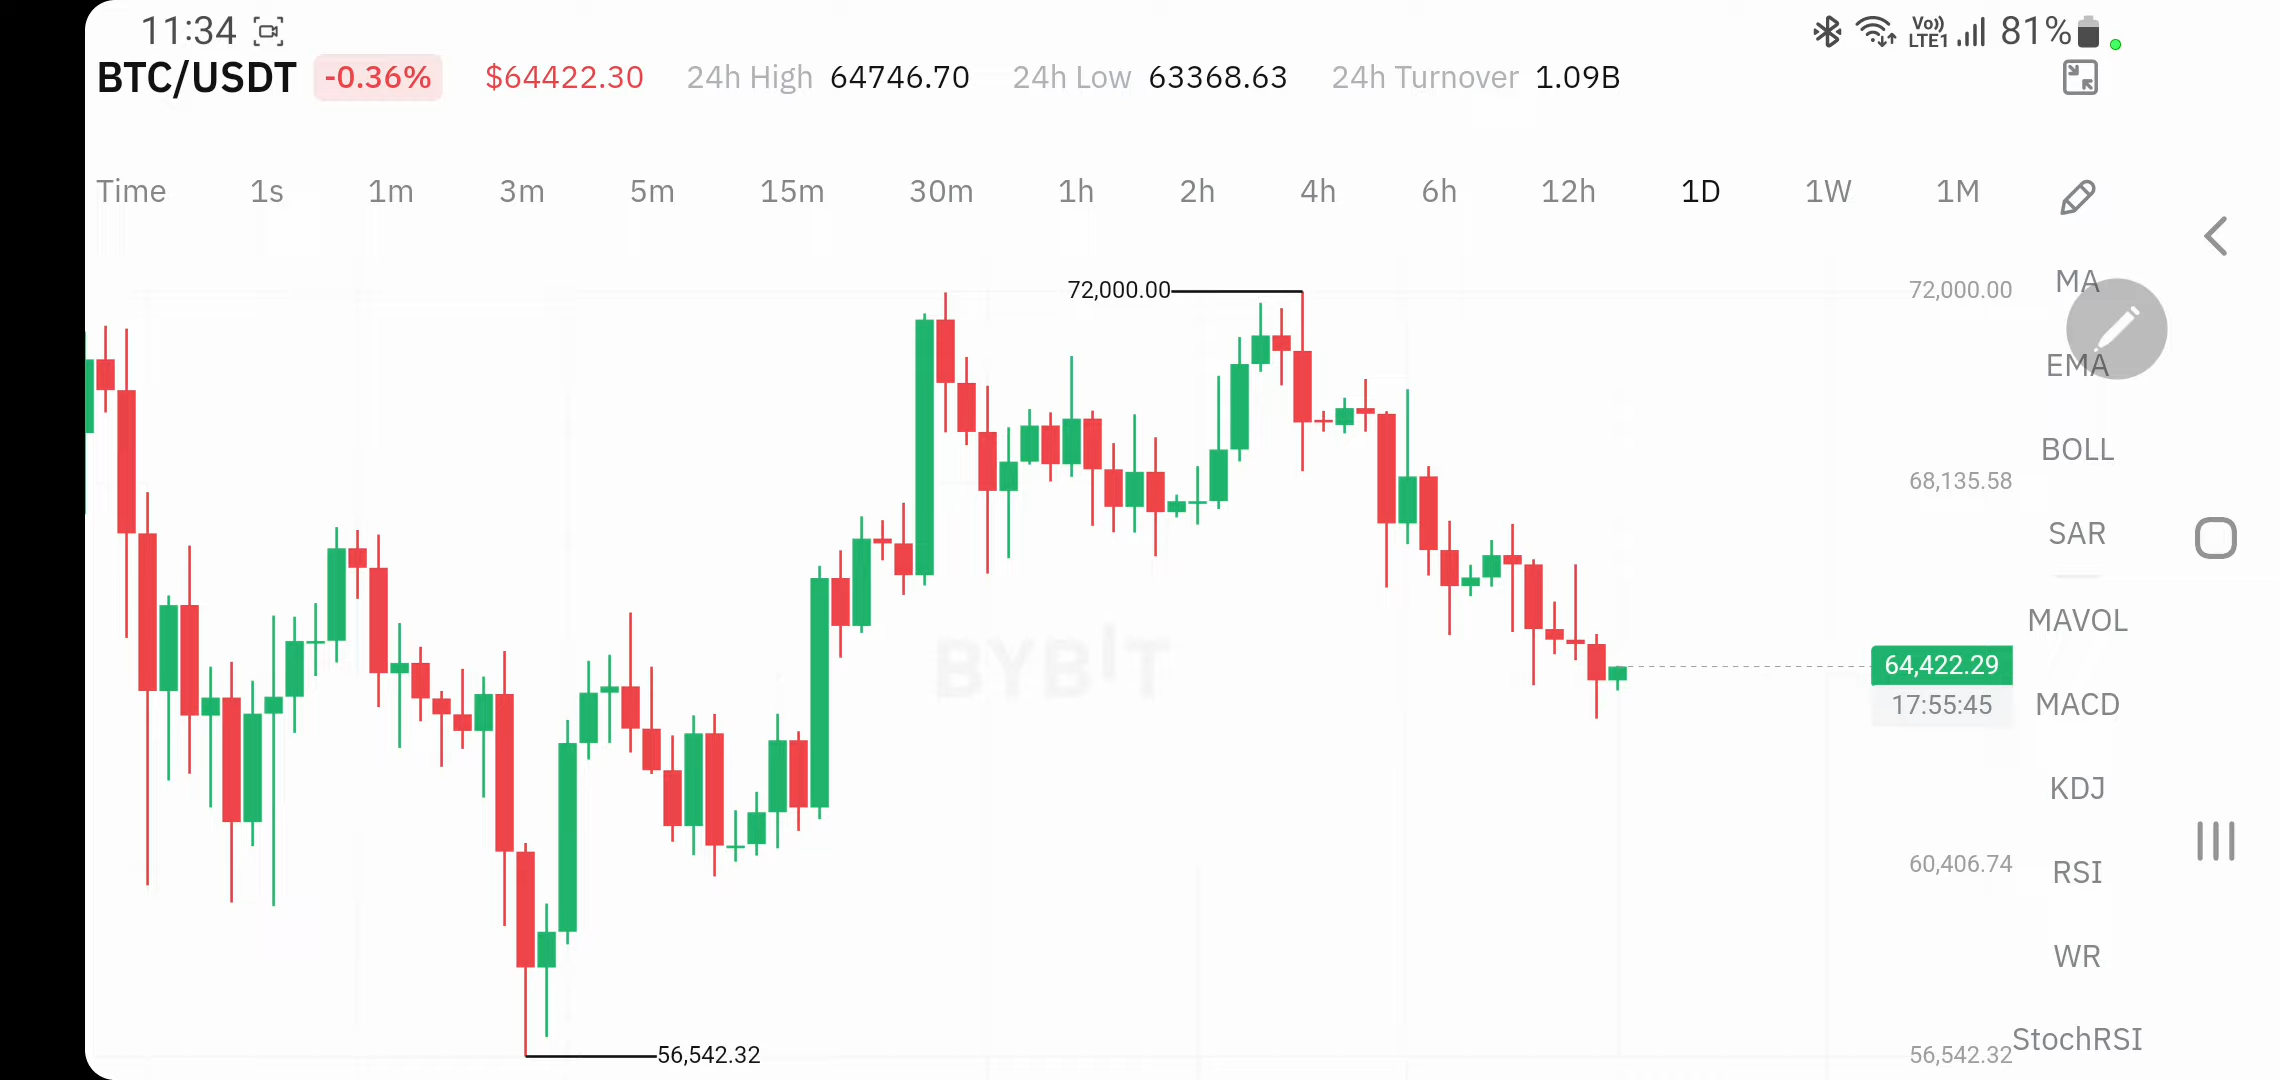 11:34 Vo)) LTE1 81%
BTC/USDT -0.36% $64422.30 24h High 64746.70 24h Low 63368.63 24h Turnover 1.09B
Time 1s 1m 3m 5m 15m 30m 1h 2h 4h 6h 12h 1D 1W 1M
MA
72,000.00 72,000.00
EMA
BOLL
68,135.58
SAR
MAVOL
BYBIT
64,422.29
17:55:45 MACD
KDJ
60,406.74
RSI
WR
StochRSI
56,542.32 56,542.32